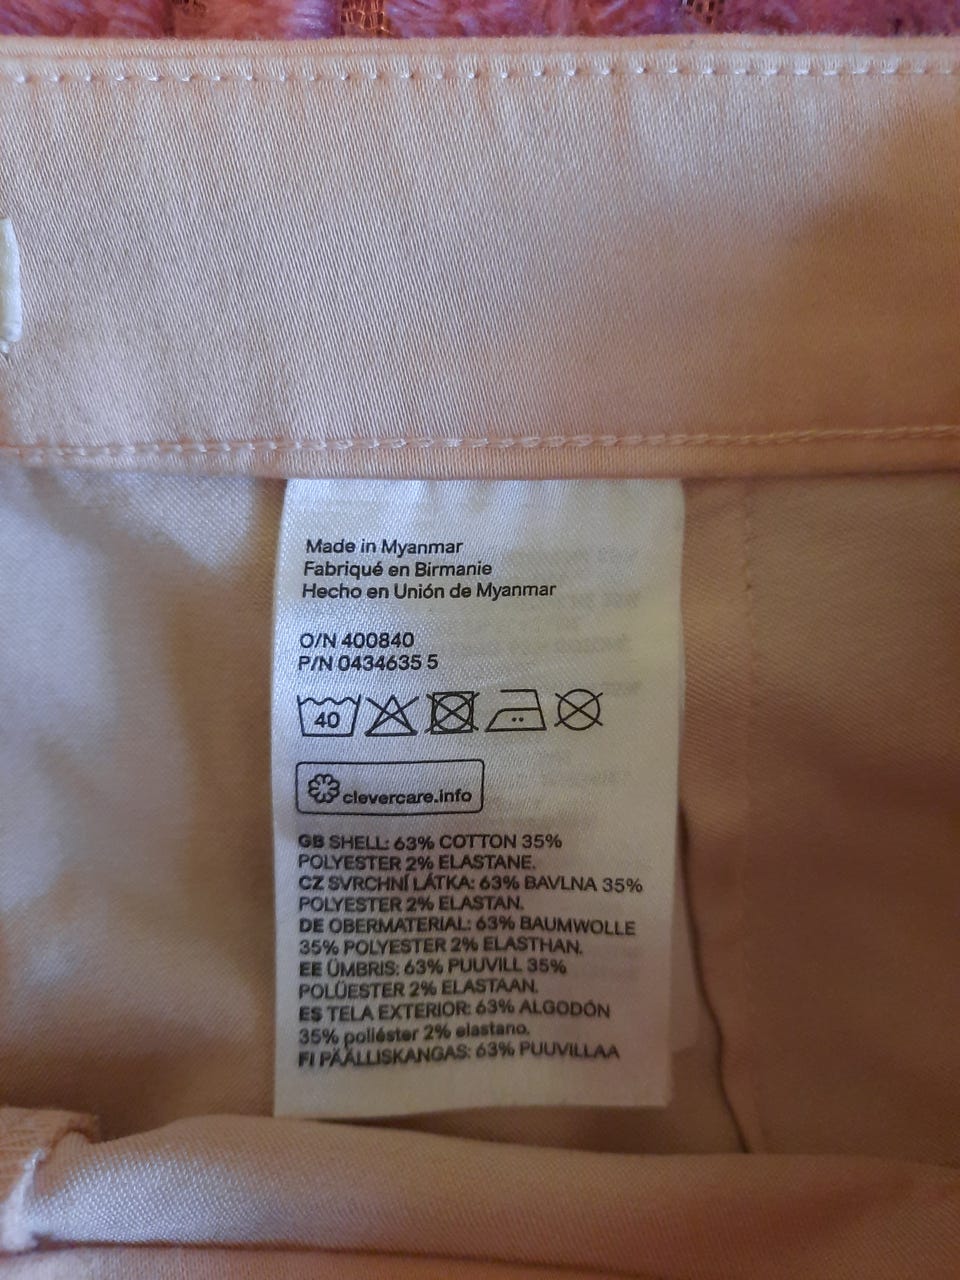 Made in Myanmar
Fabriqué en Birmanie
Hecho en Unión de Myanmar
O/N 400840
P/N 0434635 5
40
clevercare.info
GB SHELL: 63% COTTON 35%
POLYESTER 2% ELASTANE.
CZ SVRCHNÍ LÁTKA: 63% BAVLNA 35%
POLYESTER 2% ELASTAN.
DE OBERMATERIAL: 63% BAUMWOLLE
35% POLYESTER 2% ELASTHAN.
EE ÜMBRIS: 63% PUUVILL 35%
POLÜESTER 2% ELASTAAN.
ES TELA EXTERIOR: 63% ALGODÓN
35% poliéster 2% elastano.
FI PÄÄLLISKANGAS: 63% PUUVILLAA